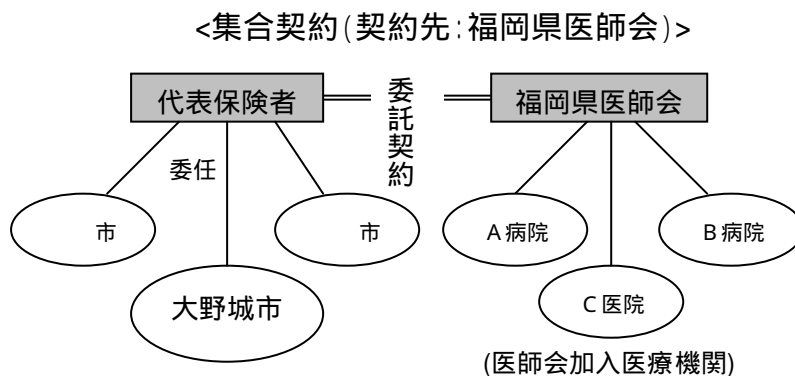 <集合契約(契約先:福岡県医師会)>
代表保険者
委託契約
福岡県医師会
委任
市
市
A病院
B病院
大野城市
C医院
(医師会加入医療機関)